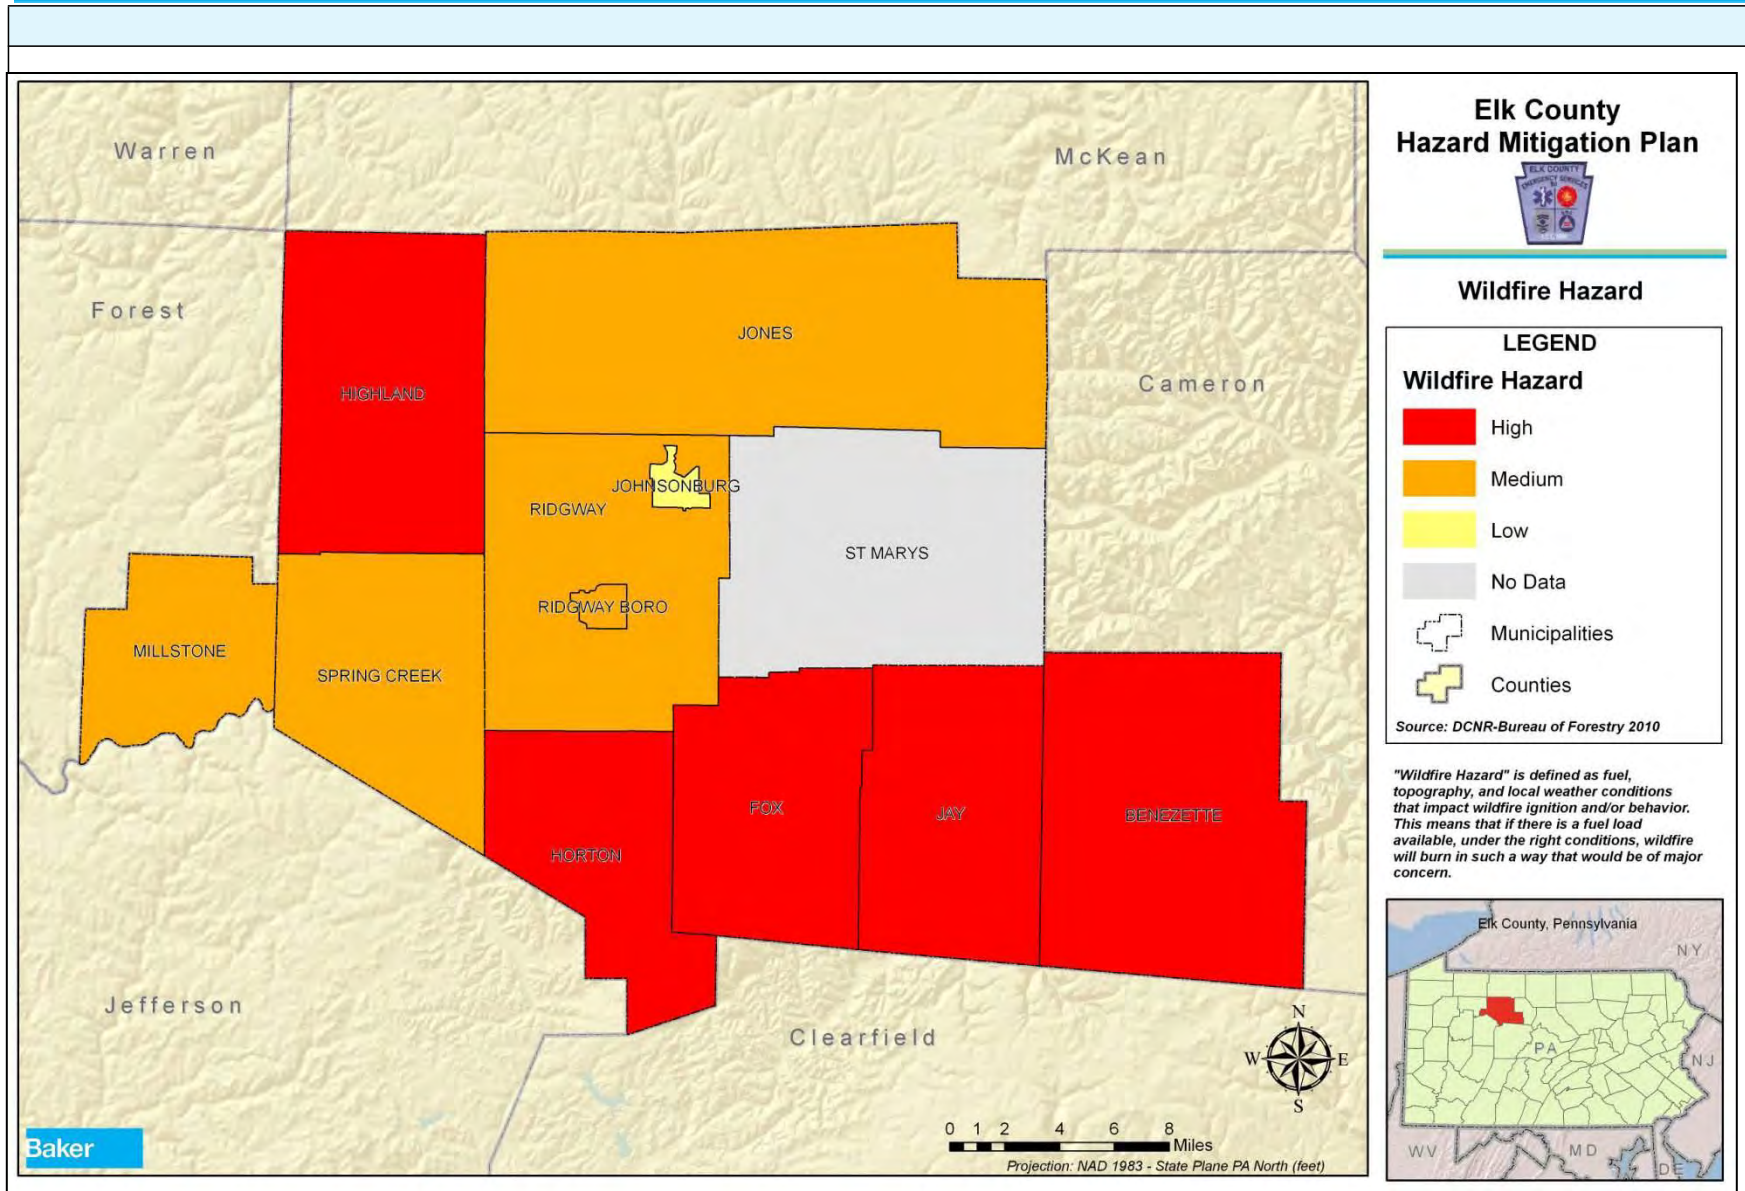 Elk County
Hazard Mitigation Plan
ELK COUNTY
EMERGENCY SERVICES
Wildfire Hazard
LEGEND
Wildfire Hazard
High
Medium
Low
No Data
Municipalities
Counties
Source: DCNR-Bureau of Forestry 2010
"Wildfire Hazard" is defined as fuel,
topography, and local weather conditions
that impact wildfire ignition and/or behavior.
This means that if there is a fuel load
available, under the right conditions, wildfire
will burn in such a way that would be of major
concern.
Elk County, Pennsylvania
NY
PA
NJ
WV
MD
DE
Warren
McKean
Forest
Cameron
Jefferson
Clearfield
JONES
HIGHLAND
JOHNSONBURG
RIDGWAY
ST MARYS
RIDGWAY BORO
MILLSTONE
SPRING CREEK
FOX
JAY
BENEZETTE
HORTON
N
W E
S
0 1 2 4 6 8
Miles
Projection: NAD 1983 - State Plane PA North (feet)
Baker